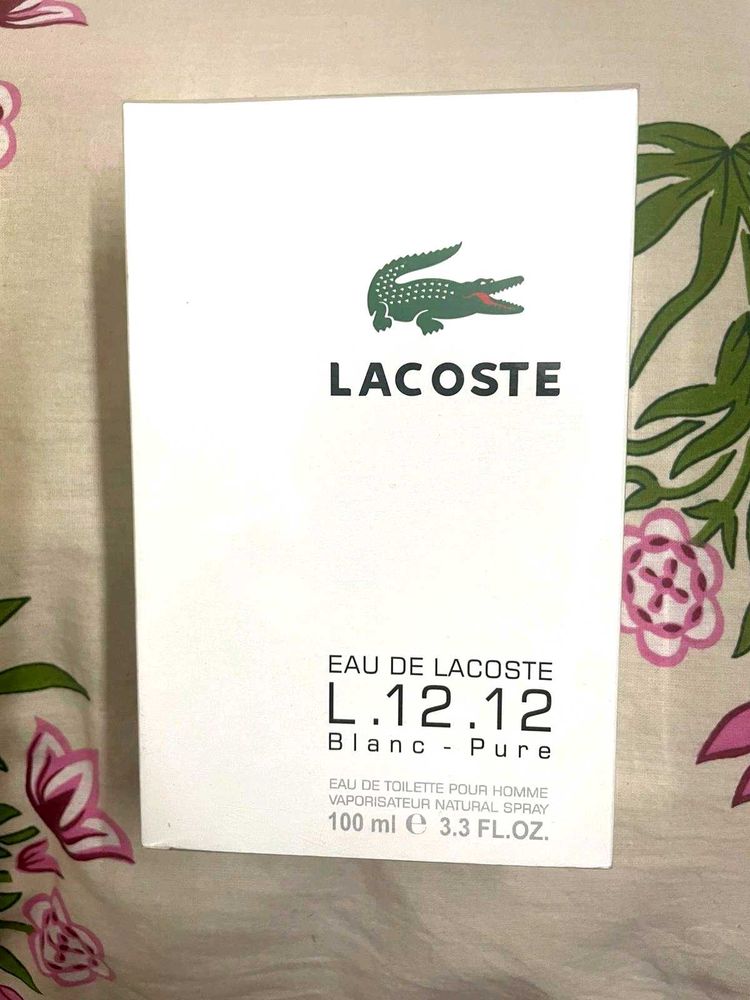 LACOSTE
EAU DE LACOSTE
L.12.12
Blanc - Pure
EAU DE TOILETTE POUR HOMME
VAPORISATEUR NATURAL SPRAY
100 ml ℮ 3.3 FL.OZ.